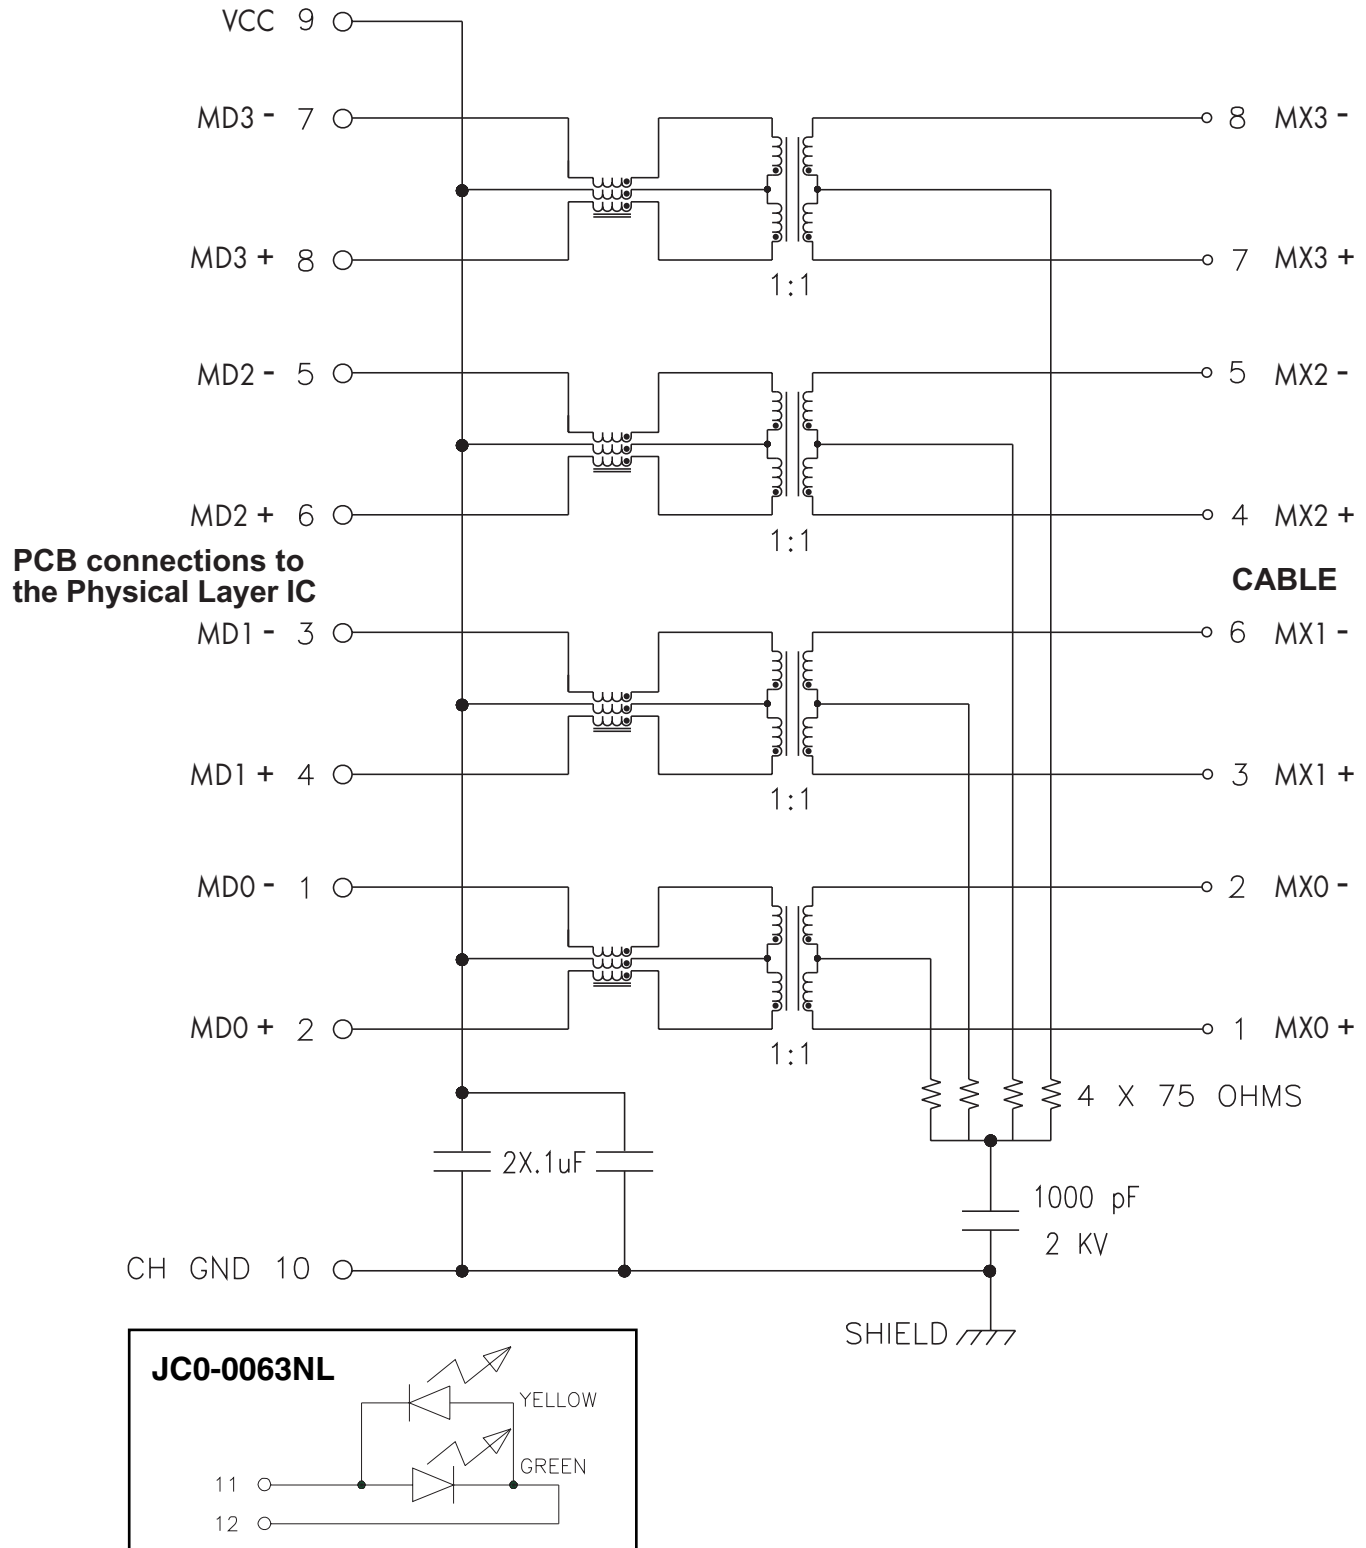 VCC 9
MD3 - 7
8 MX3 -
MD3 + 8
7 MX3 +
1:1
MD2 - 5
5 MX2 -
MD2 + 6
4 MX2 +
1:1
PCB connections to
the Physical Layer IC
CABLE
MD1 - 3
6 MX1 -
MD1 + 4
3 MX1 +
1:1
MD0 - 1
2 MX0 -
MD0 + 2
1 MX0 +
1:1
4 X 75 OHMS
2X.1uF
1000 pF
2 KV
CH GND 10
SHIELD
JC0-0063NL
YELLOW
GREEN
11
12